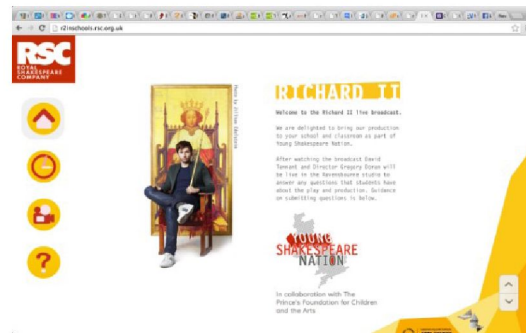 r2inschools.rsc.org.uk
RSC
ROYAL
SHAKESPEARE
COMPANY
RICHARD II
Welcome to the Richard II live broadcast.
We are delighted to bring our production
to your school and classroom as part of
Young Shakespeare Nation.
After watching the broadcast David
Tennant and Director Gregory Doran will
be live in the Ravensbourne studio to
answer any questions that students have
about the play and production. Guidance
on submitting questions is below.
YOUNG
SHAKESPEARE
NATION
In collaboration with The
Prince's Foundation for Children
and the Arts
?